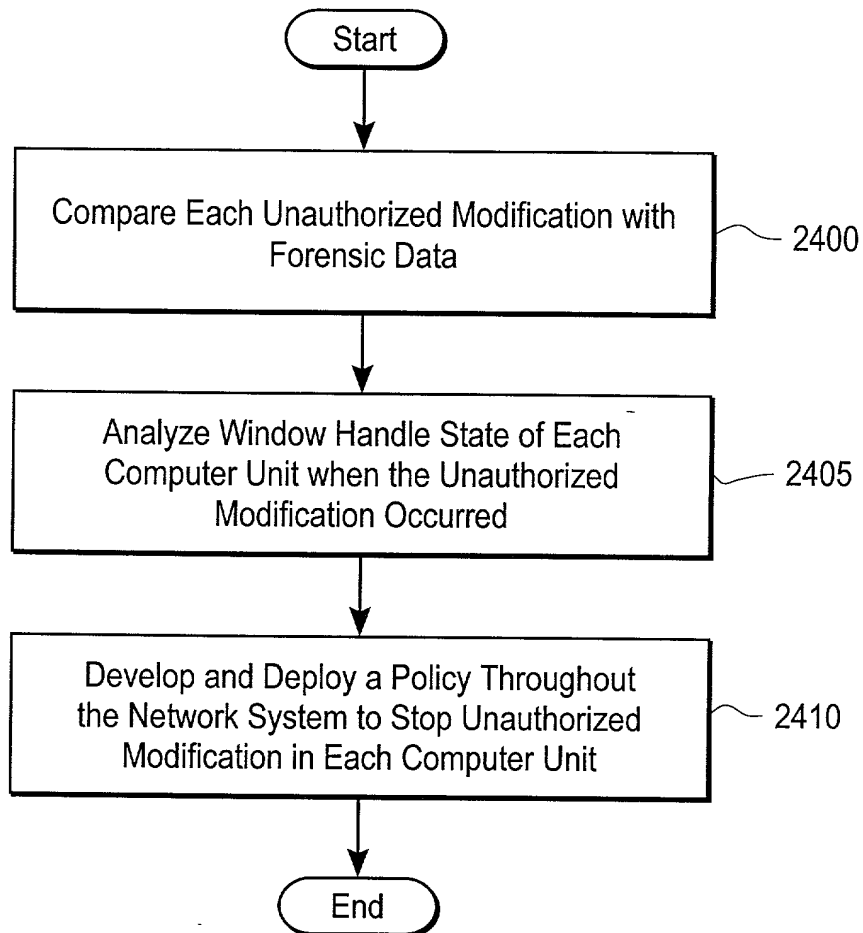 Start
Compare Each Unauthorized Modification with
Forensic Data
2400
Analyze Window Handle State of Each
Computer Unit when the Unauthorized
Modification Occurred
2405
Develop and Deploy a Policy Throughout
the Network System to Stop Unauthorized
Modification in Each Computer Unit
2410
End